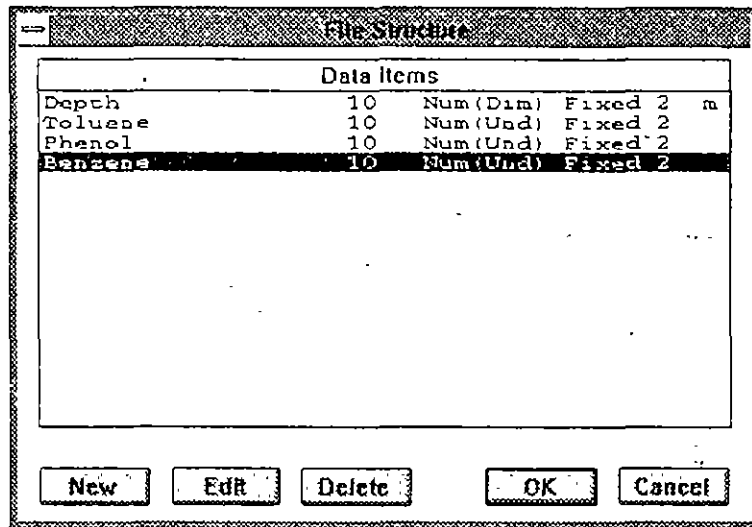 File Structure
Data Items
Depth 10 Num(Dim) Fixed 2 m
Toluene 10 Num(Und) Fixed 2
Phenol 10 Num(Und) Fixed 2
Benzene 10 Num(Und) Fixed 2
New Edit Delete OK Cancel